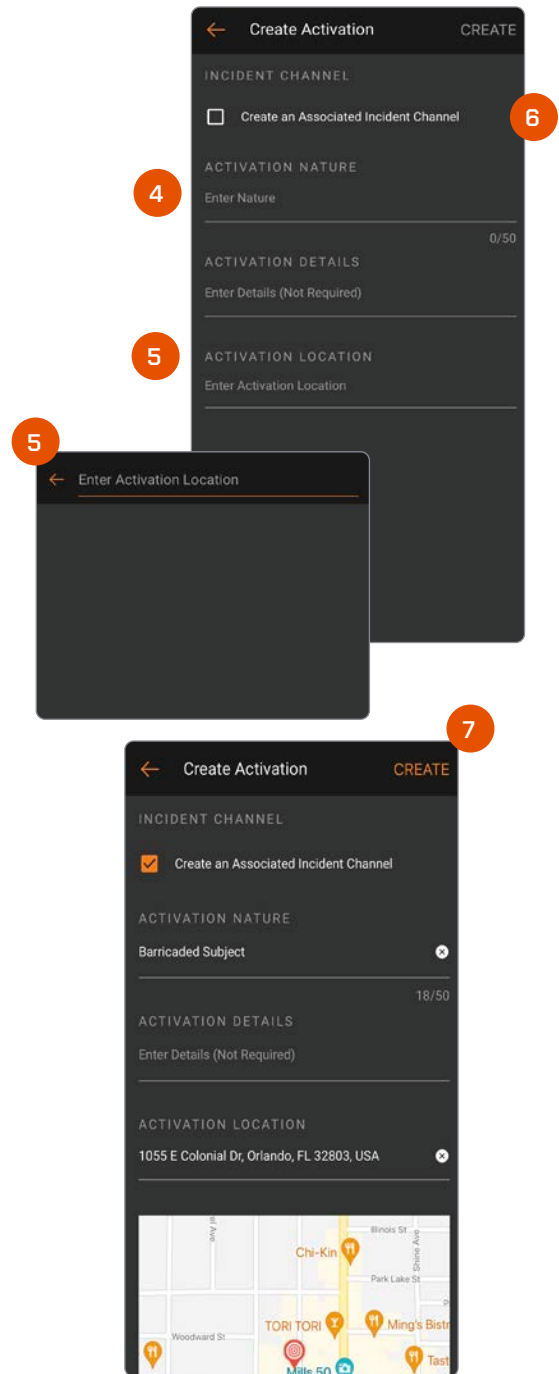 Create Activation CREATE
INCIDENT CHANNEL
Create an Associated Incident Channel
6
ACTIVATION NATURE
4
Enter Nature
0/50
ACTIVATION DETAILS
Enter Details (Not Required)
5
ACTIVATION LOCATION
Enter Activation Location
5
Enter Activation Location
7
Create Activation CREATE
INCIDENT CHANNEL
Create an Associated Incident Channel
ACTIVATION NATURE
Barricaded Subject
18/50
ACTIVATION DETAILS
Enter Details (Not Required)
ACTIVATION LOCATION
1055 E Colonial Dr, Orlando, FL 32803, USA
Illinois St
Chi-Kin
Shine Ave
Park Lake St
TORI TORI
Ming's Bistr
Woodward St
Mills 50
Tast